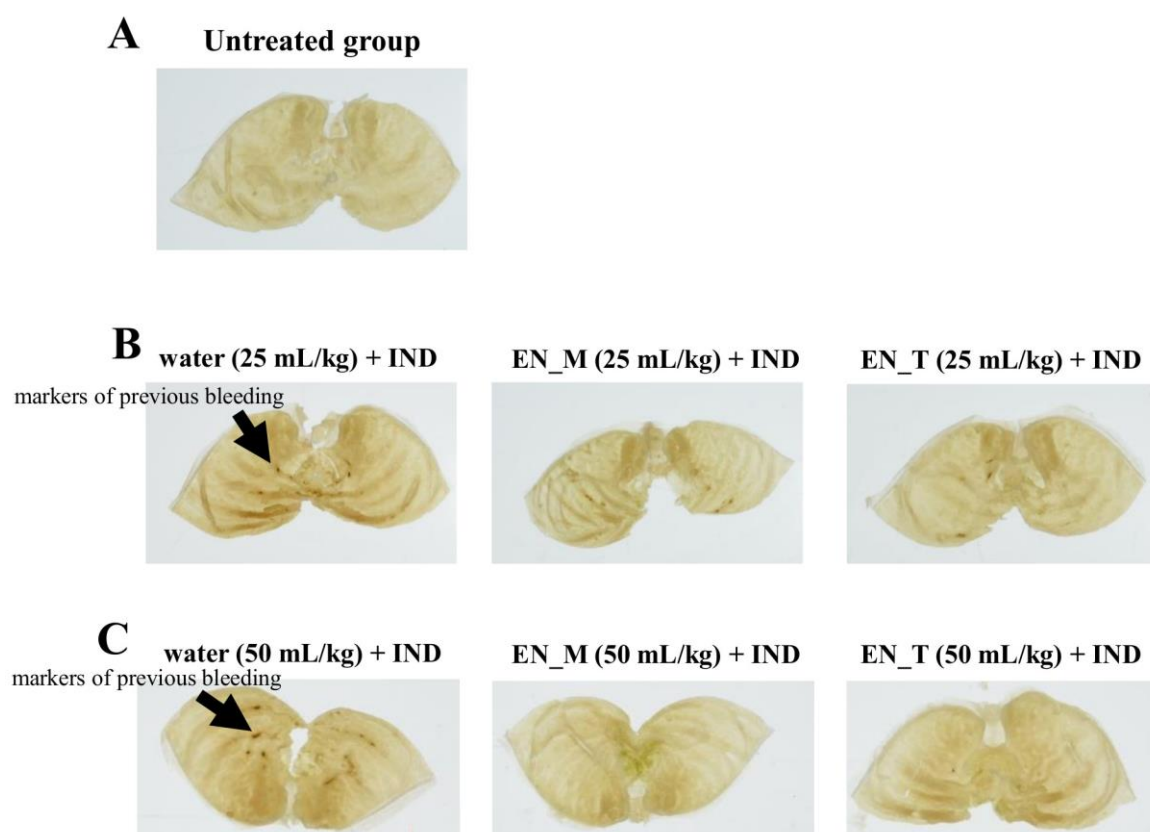 A
Untreated group
B
water (25 mL/kg) + IND
EN_M (25 mL/kg) + IND
EN_T (25 mL/kg) + IND
markers of previous bleeding
C
water (50 mL/kg) + IND
EN_M (50 mL/kg) + IND
EN_T (50 mL/kg) + IND
markers of previous bleeding